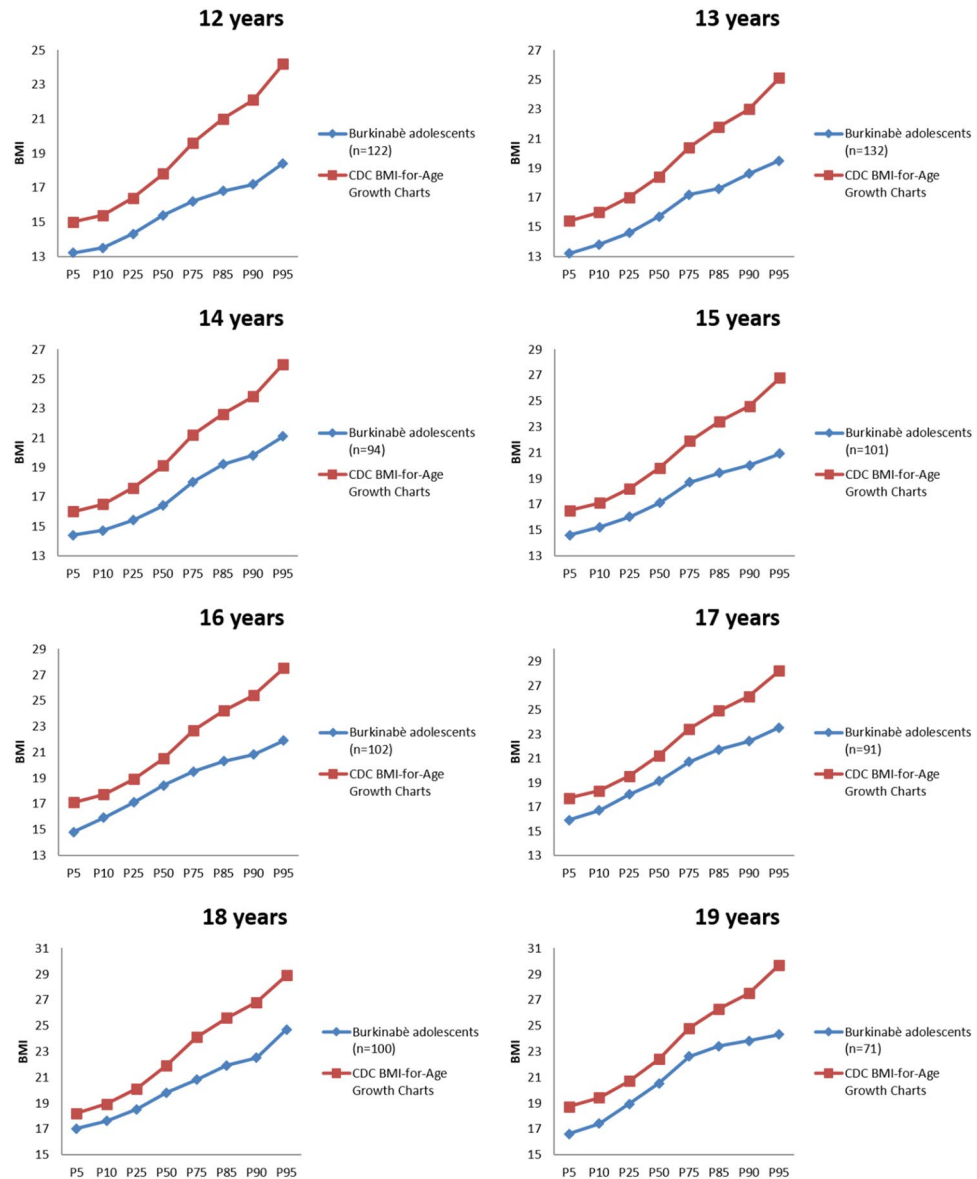 12 years
25
23
21
19
17
15
13
BMI
P5 P10 P25 P50 P75 P85 P90 P95
Burkinabè adolescents
(n=122)
CDC BMI-for-Age
Growth Charts
13 years
27
25
23
21
19
17
15
13
BMI
P5 P10 P25 P50 P75 P85 P90 P95
Burkinabè adolescents
(n=132)
CDC BMI-for-Age
Growth Charts
14 years
27
25
23
21
19
17
15
13
BMI
P5 P10 P25 P50 P75 P85 P90 P95
Burkinabè adolescents
(n=94)
CDC BMI-for-Age
Growth Charts
15 years
29
27
25
23
21
19
17
15
13
BMI
P5 P10 P25 P50 P75 P85 P90 P95
Burkinabè adolescents
(n=101)
CDC BMI-for-Age
Growth Charts
16 years
29
27
25
23
21
19
17
15
13
BMI
P5 P10 P25 P50 P75 P85 P90 P95
Burkinabè adolescents
(n=102)
CDC BMI-for-Age
Growth Charts
17 years
29
27
25
23
21
19
17
15
13
BMI
P5 P10 P25 P50 P75 P85 P90 P95
Burkinabè adolescents
(n=91)
CDC BMI-for-Age
Growth Charts
18 years
31
29
27
25
23
21
19
17
15
BMI
P5 P10 P25 P50 P75 P85 P90 P95
Burkinabè adolescents
(n=100)
CDC BMI-for-Age
Growth Charts
19 years
31
29
27
25
23
21
19
17
15
BMI
P5 P10 P25 P50 P75 P85 P90 P95
Burkinabè adolescents
(n=71)
CDC BMI-for-Age
Growth Charts